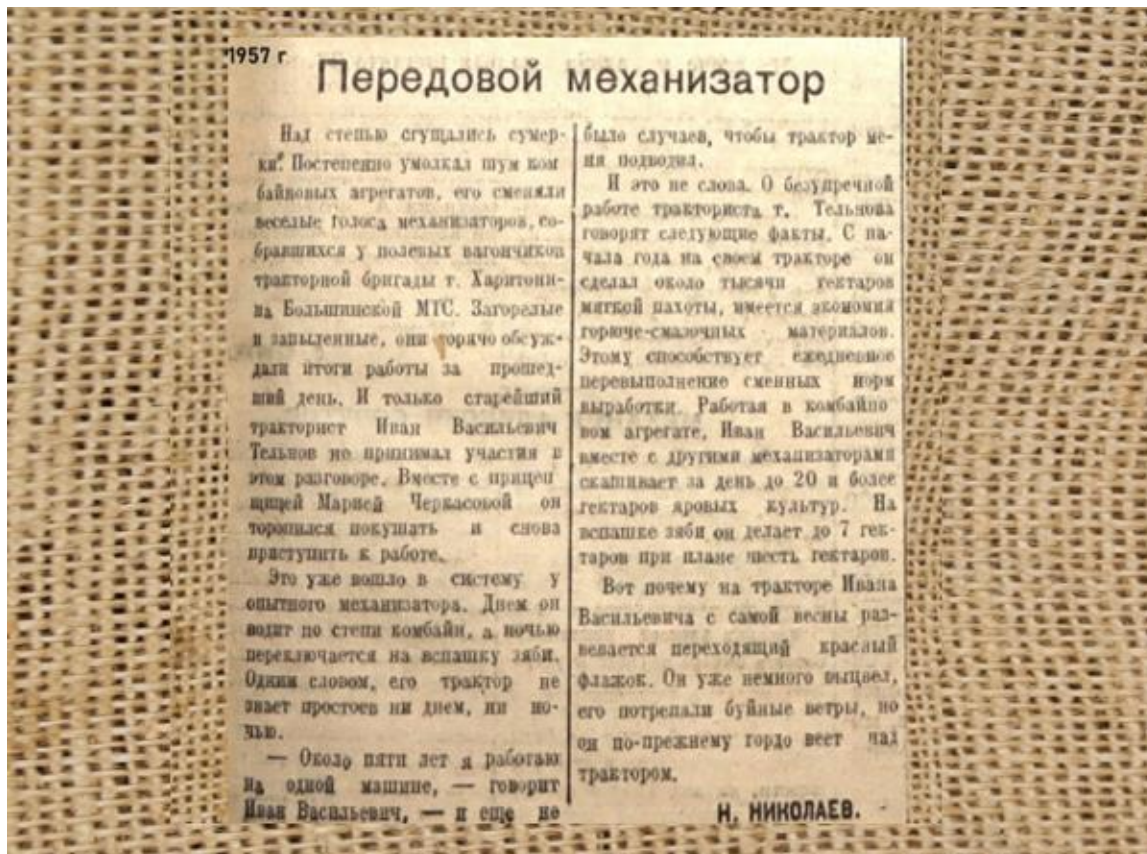 1957 г
Передовой механизатор
Над степью сгущались сумер-
ки. Постепенно умолкал шум ком
байновых агрегатов, его сменяли
веселые голоса механизаторов, со-
бравшихся у полевых вагончиков
тракторной бригады т. Харитони-
на Большинской МТС. Загорелые
и запыленные, они горячо обсуж-
дали итоги работы за прошед-
ший день. И только старейший
тракторист Иван Васильевич
Тельнов не принимал участия в
этом разговоре. Вместе с прицеп
щицей Марией Черкасовой он
торопился покушать и снова
приступить к работе.
Это уже вошло в систему у
опытного механизатора. Днем он
водит по степи комбайн, а ночью
переключается на вспашку зяби.
Одним словом, его трактор не
знает простоев ни днем, ни но-
чью.
— Около пяти лет я работаю
на одной машине, — говорит
Иван Васильевич, — и еще не
было случаев, чтобы трактор ме-
ня подводил.
И это не слова. О безупречной
работе тракториста т. Тельнова
говорят следующие факты. С на-
чала года на своем тракторе он
сделал около тысячи гектаров
мягкой пахоты, имеется экономия
горюче-смазочных материалов.
Этому способствует ежедневное
перевыполнение сменных норм
выработки. Работая в комбайно
вом агрегате, Иван Васильевич
вместе с другими механизаторами
скашивает за день до 20 и более
гектаров яровых культур. На
вспашке зяби он делает до 7 гек-
таров при плане шесть гектаров.
Вот почему на тракторе Ивана
Васильевича с самой весны раз-
вевается переходящий красный
флажок. Он уже немного выцвел,
его потрепали буйные ветры, но
он по-прежнему гордо веет над
трактором.
Н. НИКОЛАЕВ.